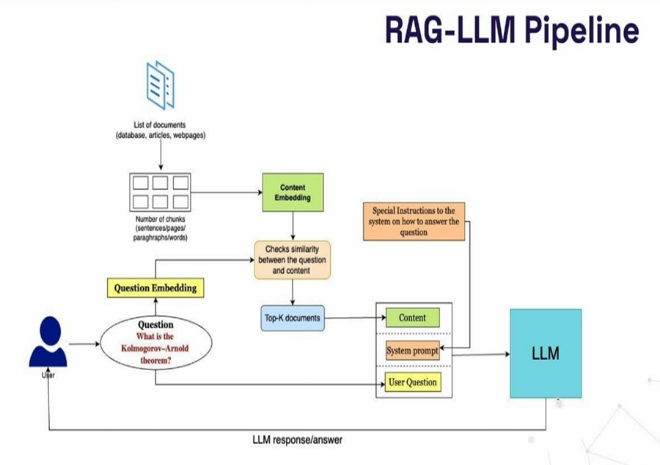 RAG-LLM Pipeline
List of documents
(database, articles, webpages)
Number of chunks
(sentences/pages/
paraghraphs/words)
Content
Embedding
Special Instructions to the
system on how to answer the
question
Checks similarity
between the question
and content
Question Embedding
Top-K documents
Content
System prompt
User Question
LLM
Question
What is the
Kolmogorov–Arnold
theorem?
User
LLM response/answer